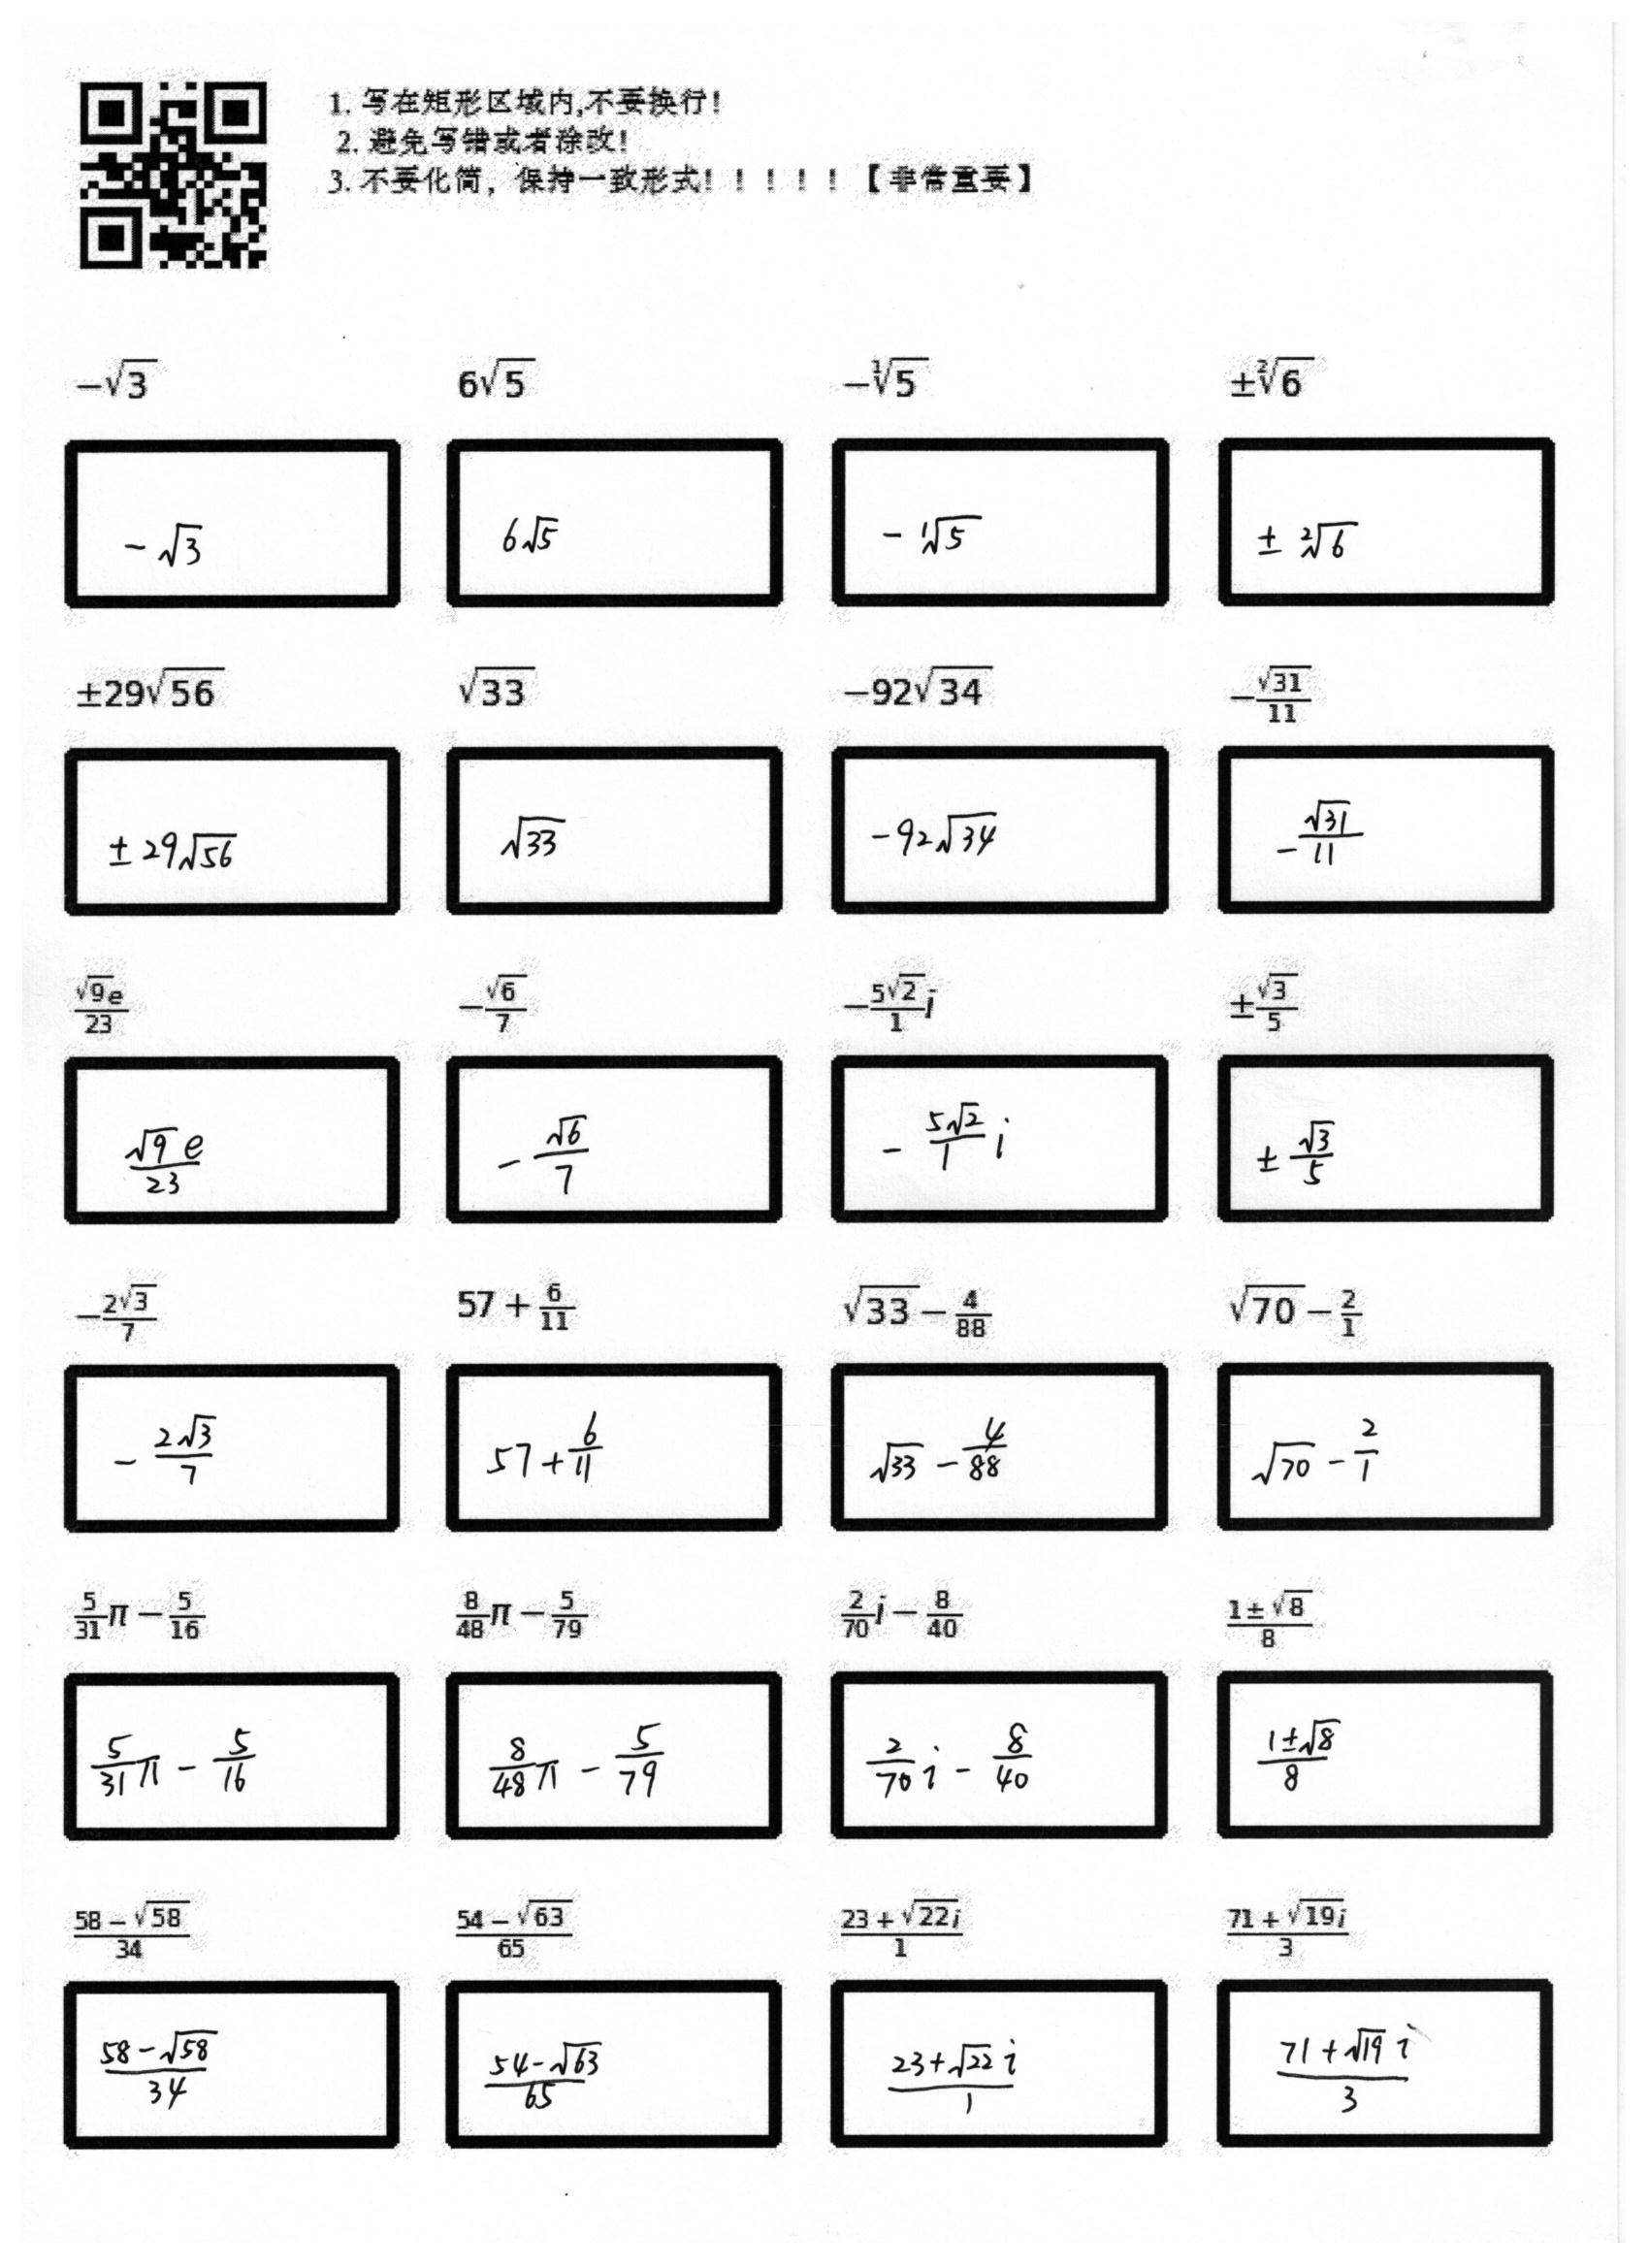 1. 写在矩形区域内,不要换行!
2. 避免写错或者涂改!
3. 不要化简，保持一致形式！！！！！【非常重要】
$-\sqrt{3}$ $6\sqrt{5}$ $-\sqrt[1]{5}$ $\pm\sqrt[2]{6}$
$-\sqrt{3}$ $6\sqrt{5}$ $-\sqrt[1]{5}$ $\pm\sqrt[2]{6}$
$\pm29\sqrt{56}$ $\sqrt{33}$ $-92\sqrt{34}$ $-\frac{\sqrt{31}}{11}$
$\pm29\sqrt{56}$ $\sqrt{33}$ $-92\sqrt{34}$ $-\frac{\sqrt{31}}{11}$
$\frac{\sqrt{9}e}{23}$ $-\frac{\sqrt{6}}{7}$ $-\frac{5\sqrt{2}}{1}i$ $\pm\frac{\sqrt{3}}{5}$
$\frac{\sqrt{9}e}{23}$ $-\frac{\sqrt{6}}{7}$ $-\frac{5\sqrt{2}}{1}i$ $\pm\frac{\sqrt{3}}{5}$
$-\frac{2\sqrt{3}}{7}$ $57+\frac{6}{11}$ $\sqrt{33}-\frac{4}{88}$ $\sqrt{70}-\frac{2}{1}$
$-\frac{2\sqrt{3}}{7}$ $57+\frac{6}{11}$ $\sqrt{33}-\frac{4}{88}$ $\sqrt{70}-\frac{2}{1}$
$\frac{5}{31}\pi-\frac{5}{16}$ $\frac{8}{48}\pi-\frac{5}{79}$ $\frac{2}{70}i-\frac{8}{40}$ $\frac{1\pm\sqrt{8}}{8}$
$\frac{5}{31}\pi-\frac{5}{16}$ $\frac{8}{48}\pi-\frac{5}{79}$ $\frac{2}{70}i-\frac{8}{40}$ $\frac{1\pm\sqrt{8}}{8}$
$\frac{58-\sqrt{58}}{34}$ $\frac{54-\sqrt{63}}{65}$ $\frac{23+\sqrt{22}i}{1}$ $\frac{71+\sqrt{19}i}{3}$
$\frac{58-\sqrt{58}}{34}$ $\frac{54-\sqrt{63}}{65}$ $\frac{23+\sqrt{22}i}{1}$ $\frac{71+\sqrt{19}i}{3}$